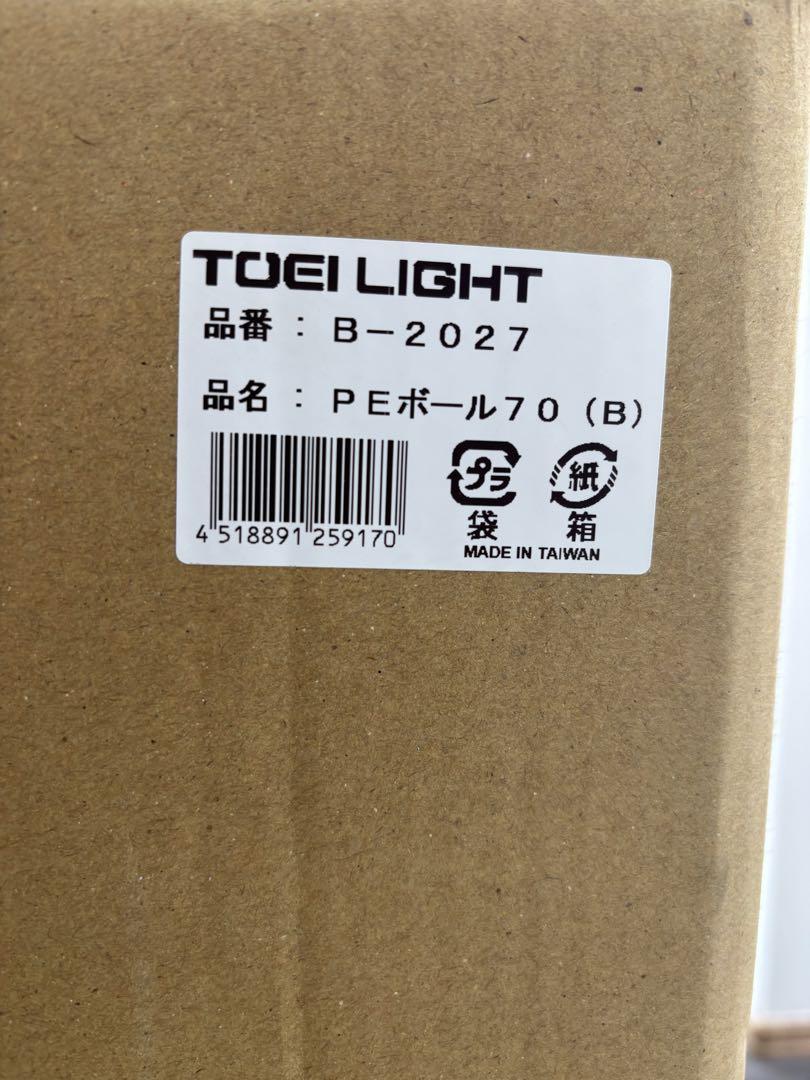 TOEI LIGHT
品番 : B-2027
品名 : PEボール70(B)
4 518891 259170
プラ 紙
袋 箱
MADE IN TAIWAN